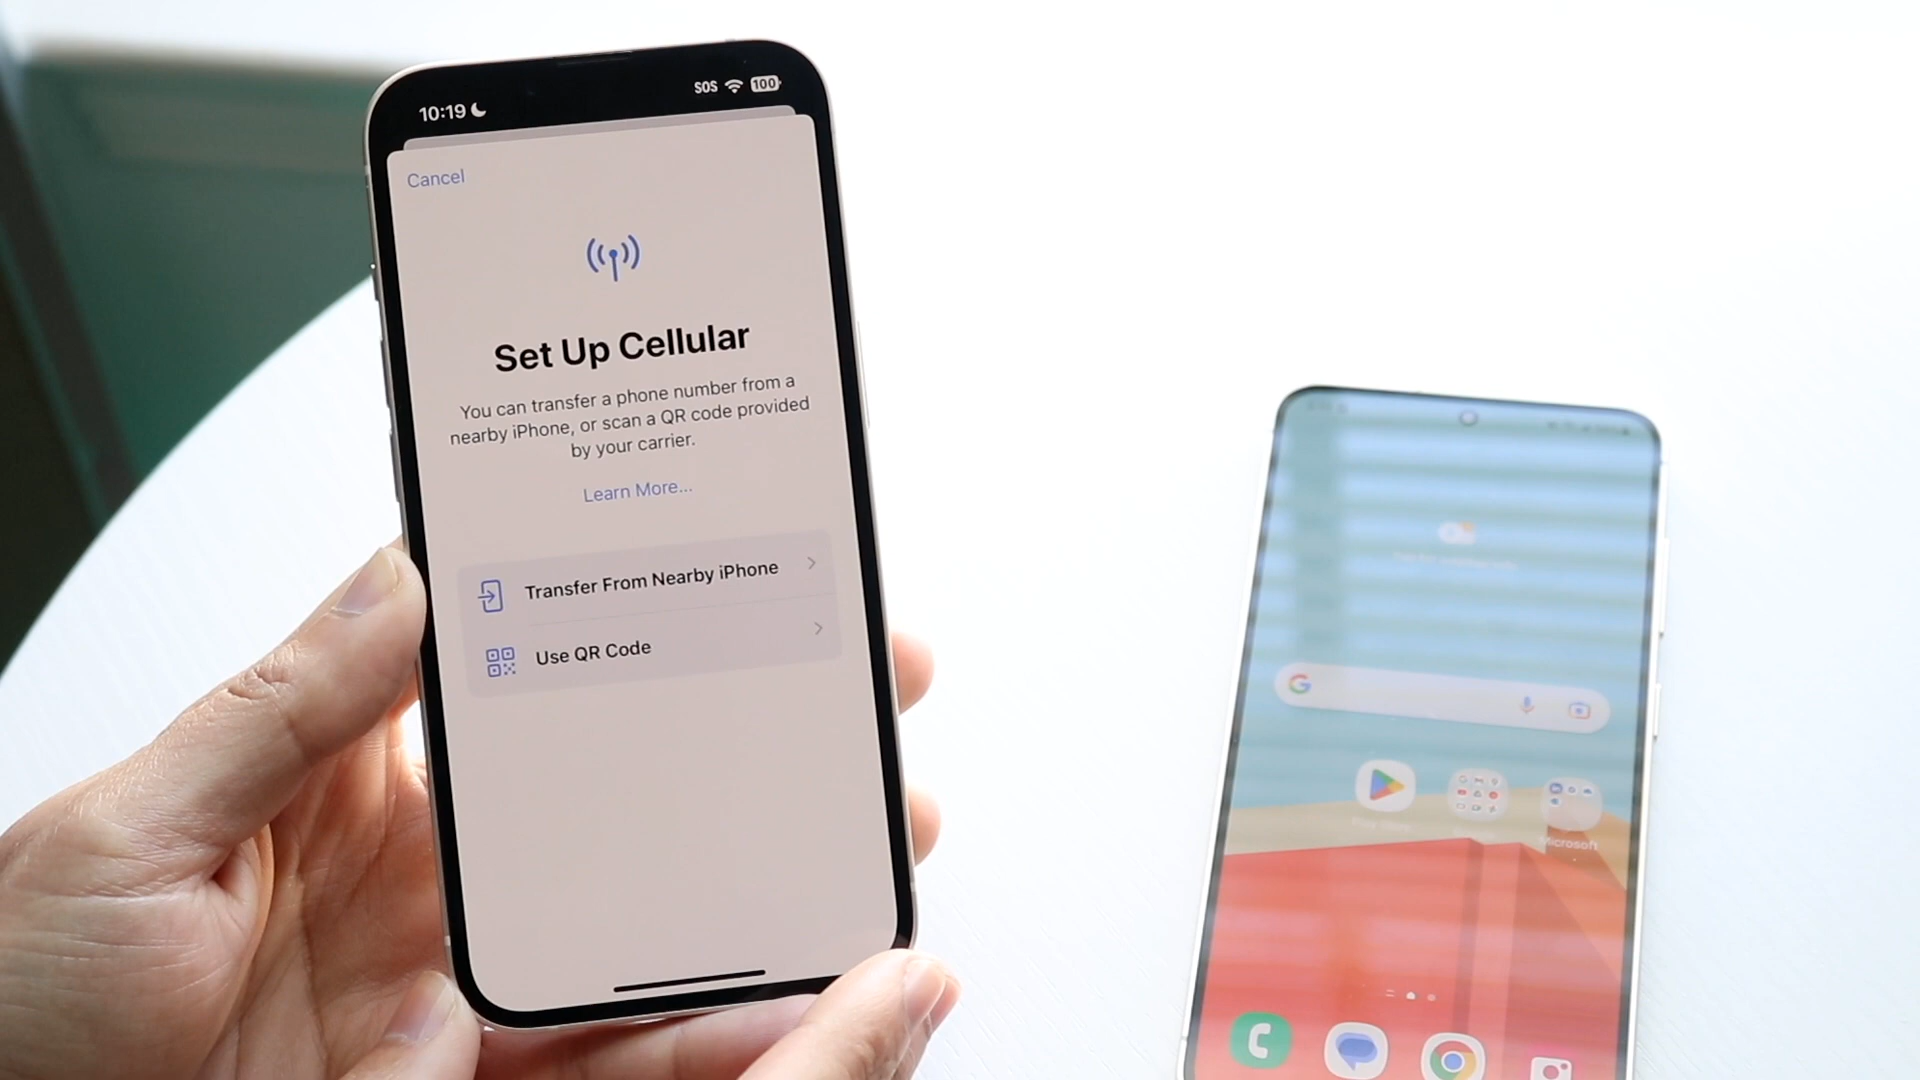 10:19
SOS
100
Cancel
Set Up Cellular
You can transfer a phone number from a
nearby iPhone, or scan a QR code provided
by your carrier.
Learn More...
Transfer From Nearby iPhone
Use QR Code
G
Microsoft